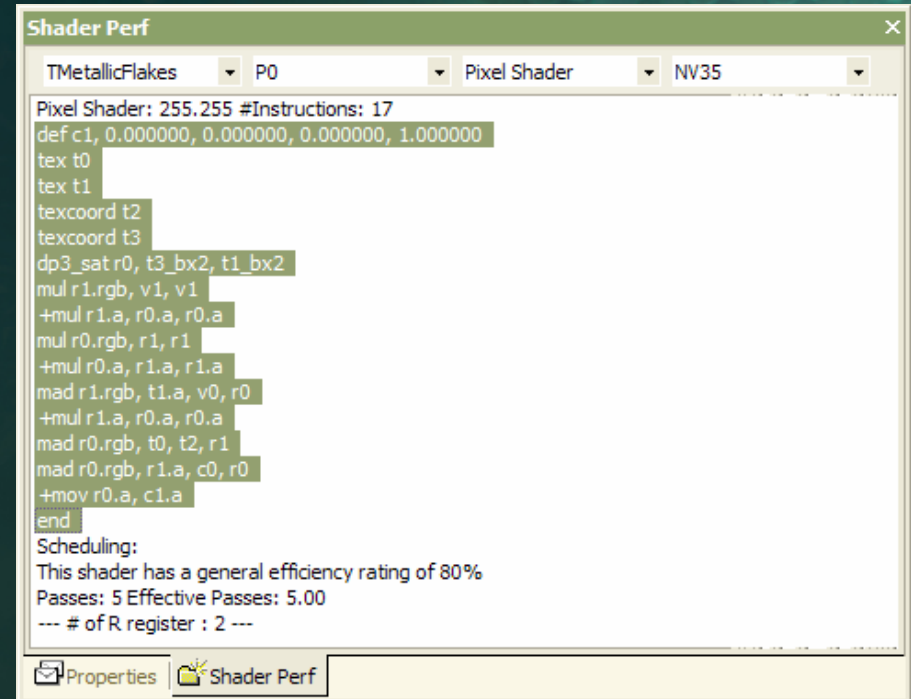 Shader Perf
TMetallicFlakes P0 Pixel Shader NV35
Pixel Shader: 255.255 #Instructions: 17
def c1, 0.000000, 0.000000, 0.000000, 1.000000
tex t0
tex t1
texcoord t2
texcoord t3
dp3_sat r0, t3_bx2, t1_bx2
mul r1.rgb, v1, v1
+mul r1.a, r0.a, r0.a
mul r0.rgb, r1, r1
+mul r0.a, r1.a, r1.a
mad r1.rgb, t1.a, v0, r0
+mul r1.a, r0.a, r0.a
mad r0.rgb, t0, t2, r1
mad r0.rgb, r1.a, c0, r0
+mov r0.a, c1.a
end
Scheduling:
This shader has a general efficiency rating of 80%
Passes: 5 Effective Passes: 5.00
--- # of R register : 2 ---
Properties Shader Perf